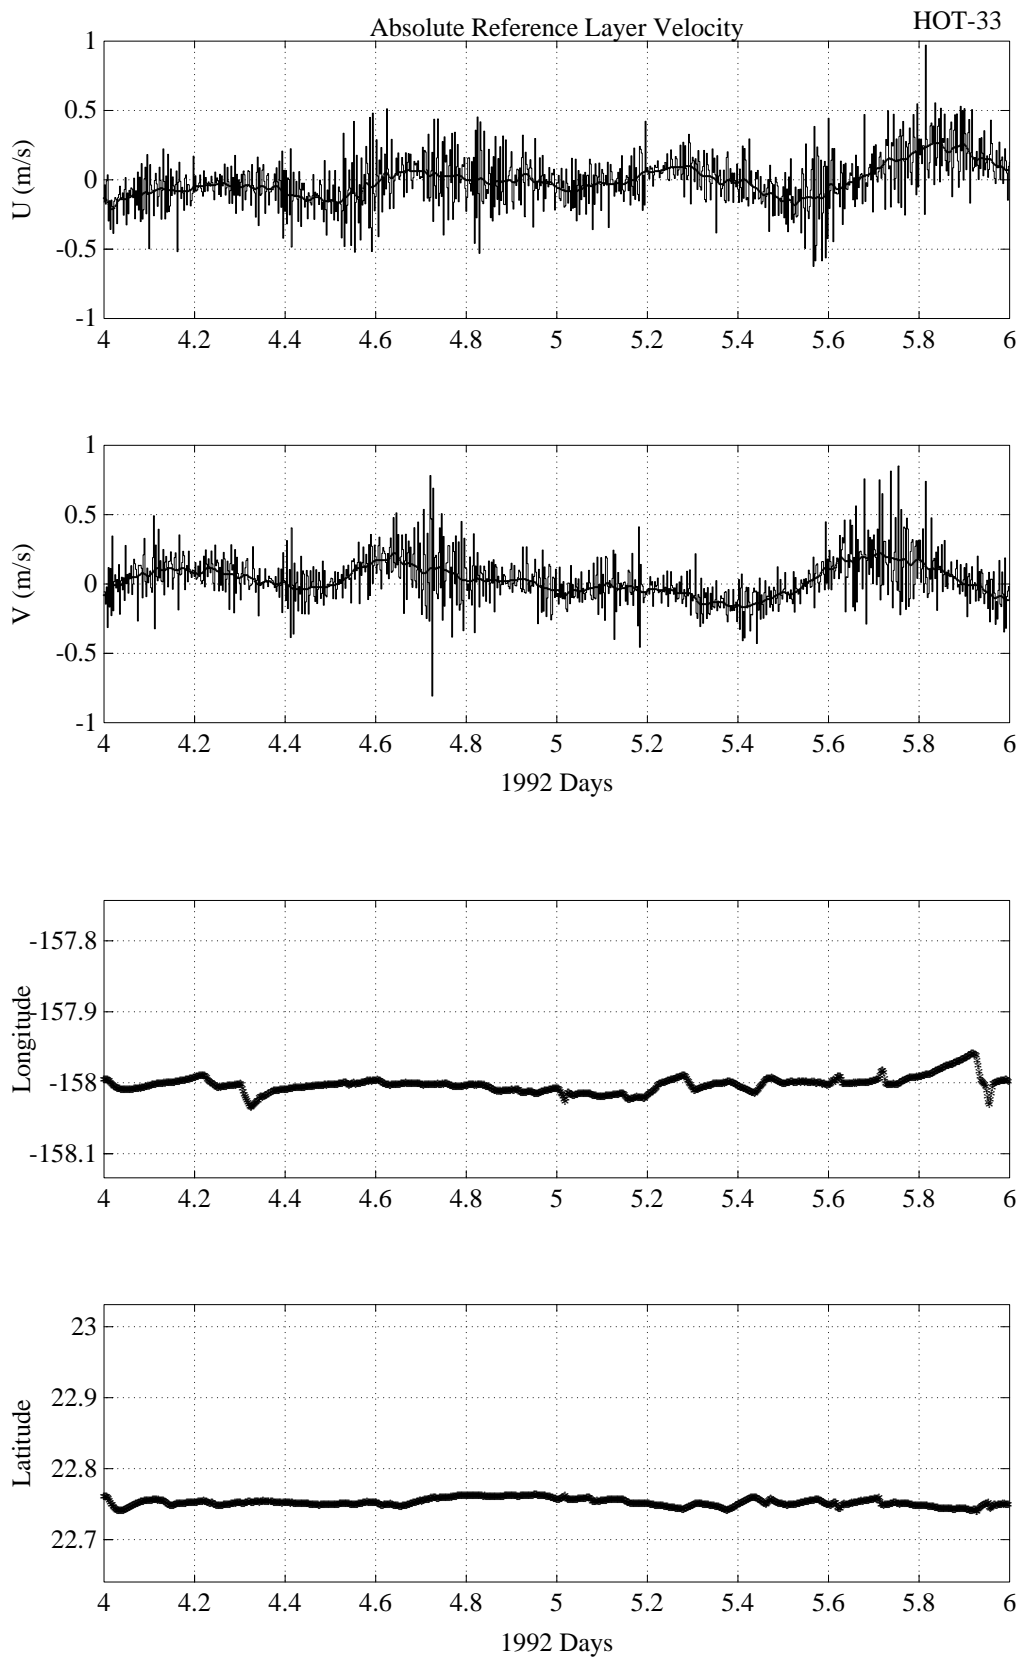 Absolute Reference Layer Velocity HOT-33
1
0.5
0
-0.5
-1
U (m/s)
4 4.2 4.4 4.6 4.8 5 5.2 5.4 5.6 5.8 6
1
0.5
0
-0.5
-1
V (m/s)
4 4.2 4.4 4.6 4.8 5 5.2 5.4 5.6 5.8 6
1992 Days
-157.8
-157.9
-158
-158.1
Longitude
4 4.2 4.4 4.6 4.8 5 5.2 5.4 5.6 5.8 6
23
22.9
22.8
22.7
Latitude
4 4.2 4.4 4.6 4.8 5 5.2 5.4 5.6 5.8 6
1992 Days